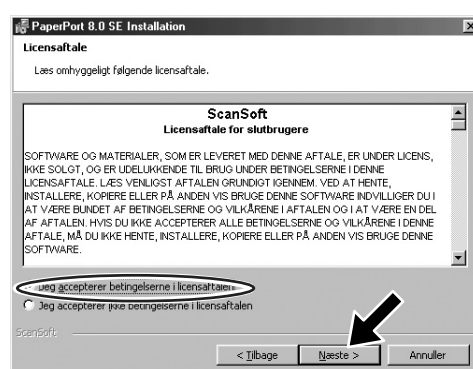 PaperPort 8.0 SE Installation
Licensaftale
Læs omhyggeligt følgende licensaftale.
ScanSoft
Licensaftale for slutbrugere
SOFTWARE OG MATERIALER, SOM ER LEVERET MED DENNE AFTALE, ER UNDER LICENS,
IKKE SOLGT, OG ER UDELUKKENDE TIL BRUG UNDER BETINGELSERNE I DENNE
LICENSAFTALE. LÆS VENLIGST AFTALEN GRUNDIGT IGENNEM. VED AT HENTE,
INSTALLERE, KOPIERE ELLER PÅ ANDEN VIS BRUGE DENNE SOFTWARE INDVILLIGER DU I
AT VÆRE BUNDET AF BETINGELSERNE OG VILKÅRENE I AFTALEN OG I AT VÆRE EN DEL
AF AFTALEN. HVIS DU IKKE ACCEPTERER ALLE BETINGELSERNE OG VILKÅRENE I DENNE
AFTALE, MÅ DU IKKE HENTE, INSTALLERE, KOPIERE ELLER PÅ ANDEN VIS BRUGE DENNE
SOFTWARE.
Jeg accepterer betingelserne i licensaftalen
Jeg accepterer ikke betingelserne i licensaftalen
ScanSoft
< Tilbage Næste > Annuller